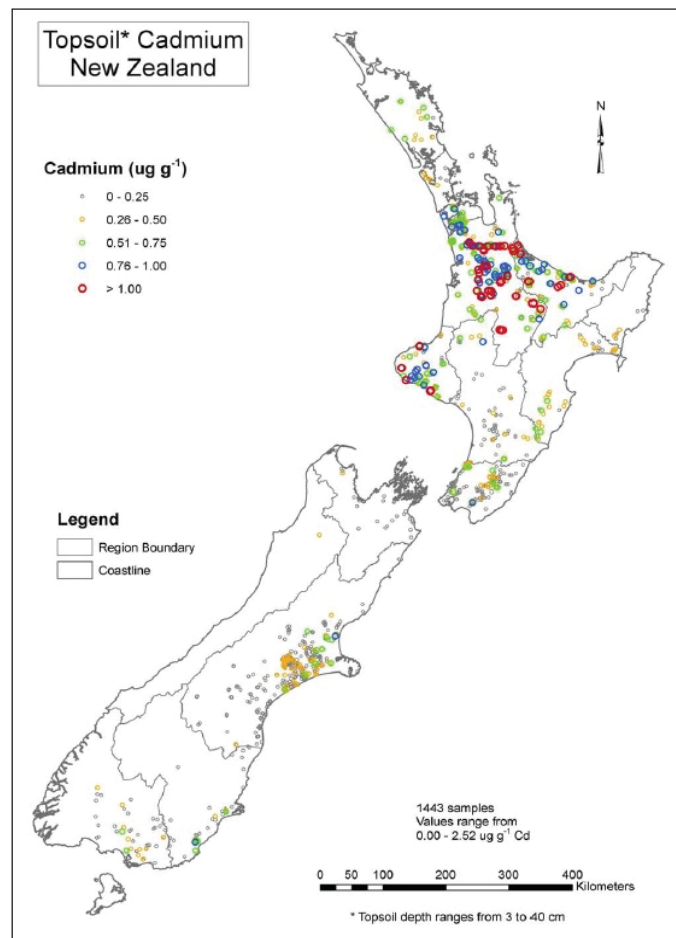 Topsoil* Cadmium
New Zealand
N
Cadmium (ug g⁻¹)
0 - 0.25
0.26 - 0.50
0.51 - 0.75
0.76 - 1.00
> 1.00
Legend
Region Boundary
Coastline
1443 samples
Values range from
0.00 - 2.52 ug g⁻¹ Cd
0 50 100 200 300 400
Kilometers
* Topsoil depth ranges from 3 to 40 cm